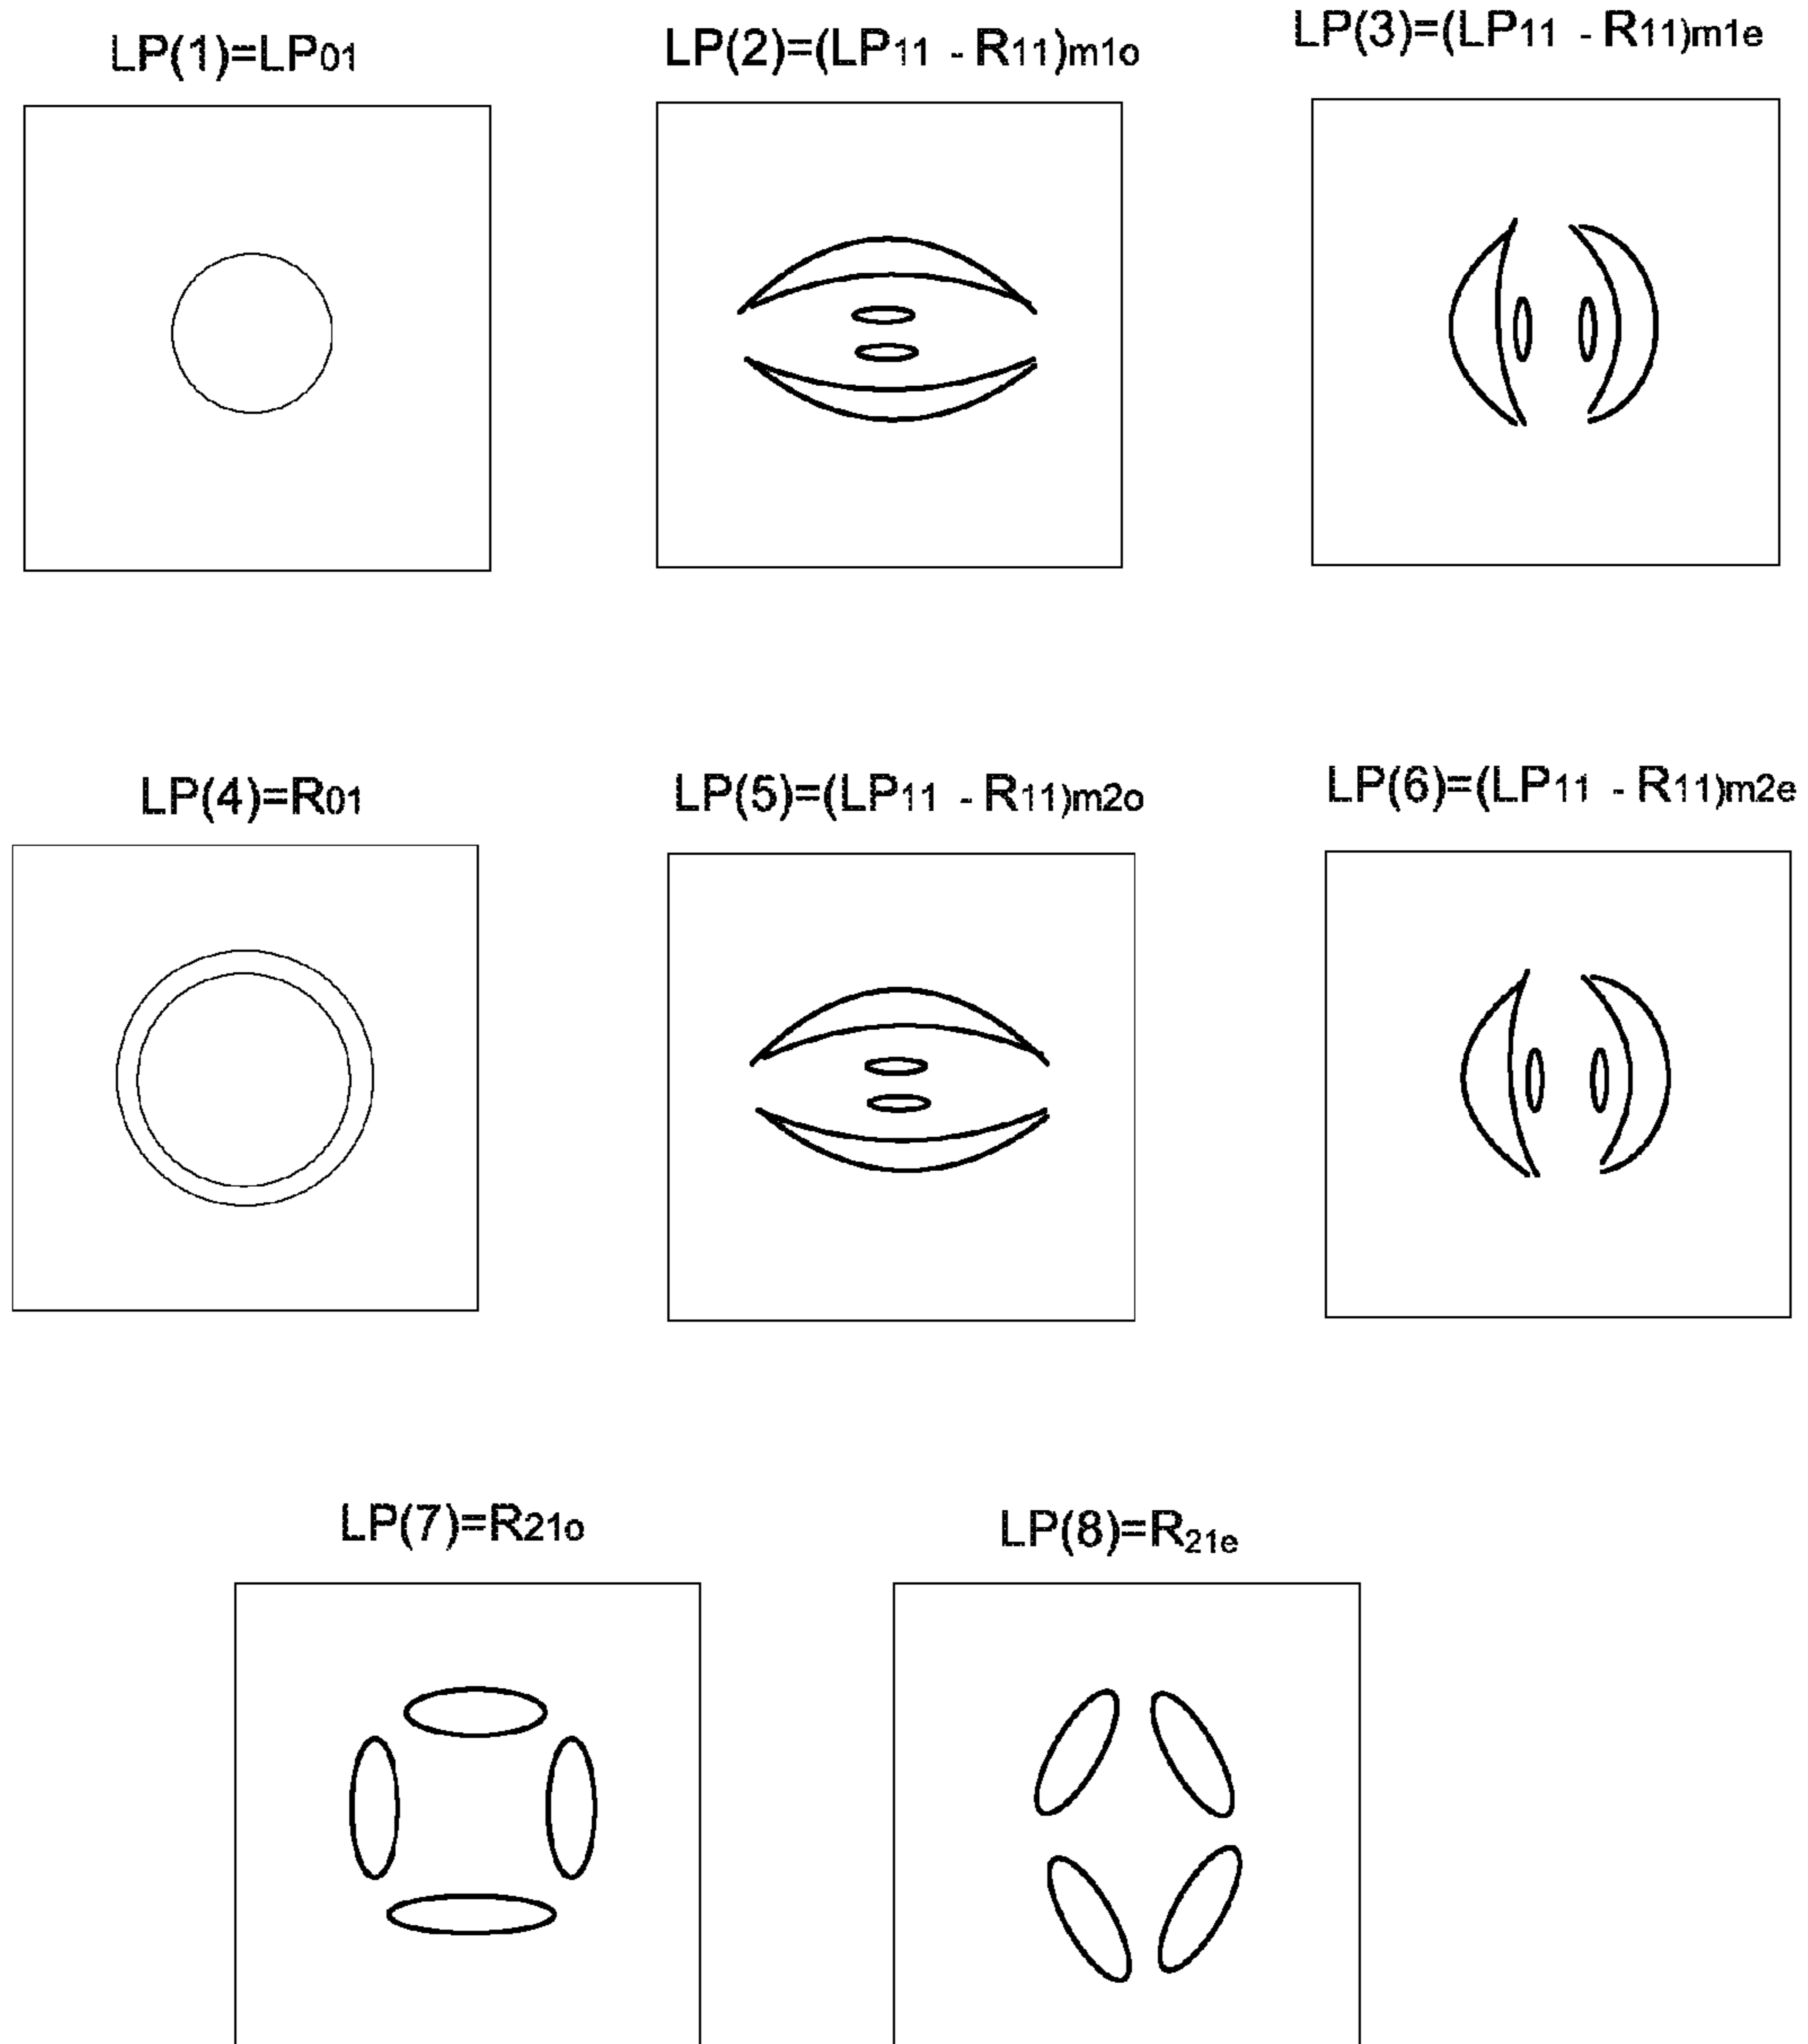 LP(1)=LP01
LP(2)=(LP11 - R11)m1o
LP(3)=(LP11 - R11)m1e
LP(4)=R01
LP(5)=(LP11 - R11)m2o
LP(6)=(LP11 - R11)m2e
LP(7)=R21o
LP(8)=R21e